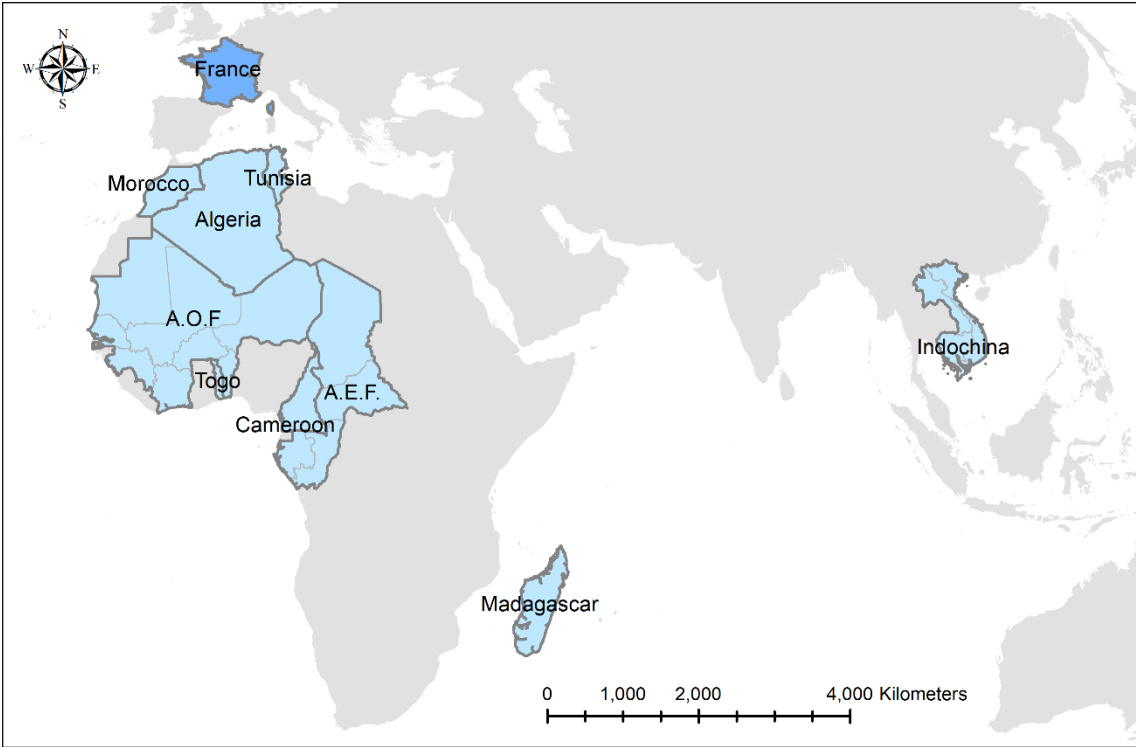 N
W E
S
France
Morocco
Tunisia
Algeria
A.O.F
Togo
A.E.F.
Cameroon
Indochina
Madagascar
0 1,000 2,000 4,000 Kilometers